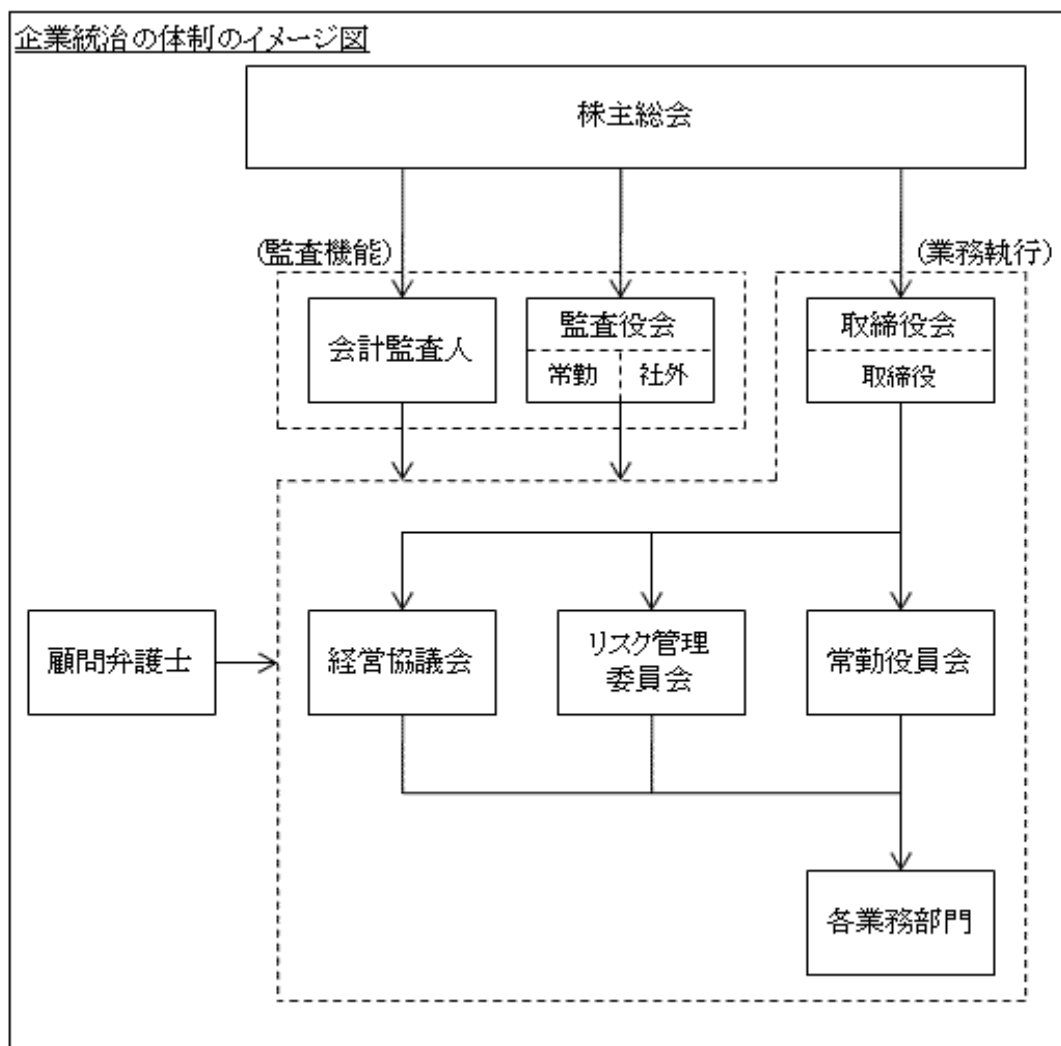 企業統治の体制のイメージ図
株主総会
(監査機能)
(業務執行)
会計監査人
監査役会
常勤
社外
取締役会
取締役
顧問弁護士
経営協議会
リスク管理
委員会
常勤役員会
各業務部門